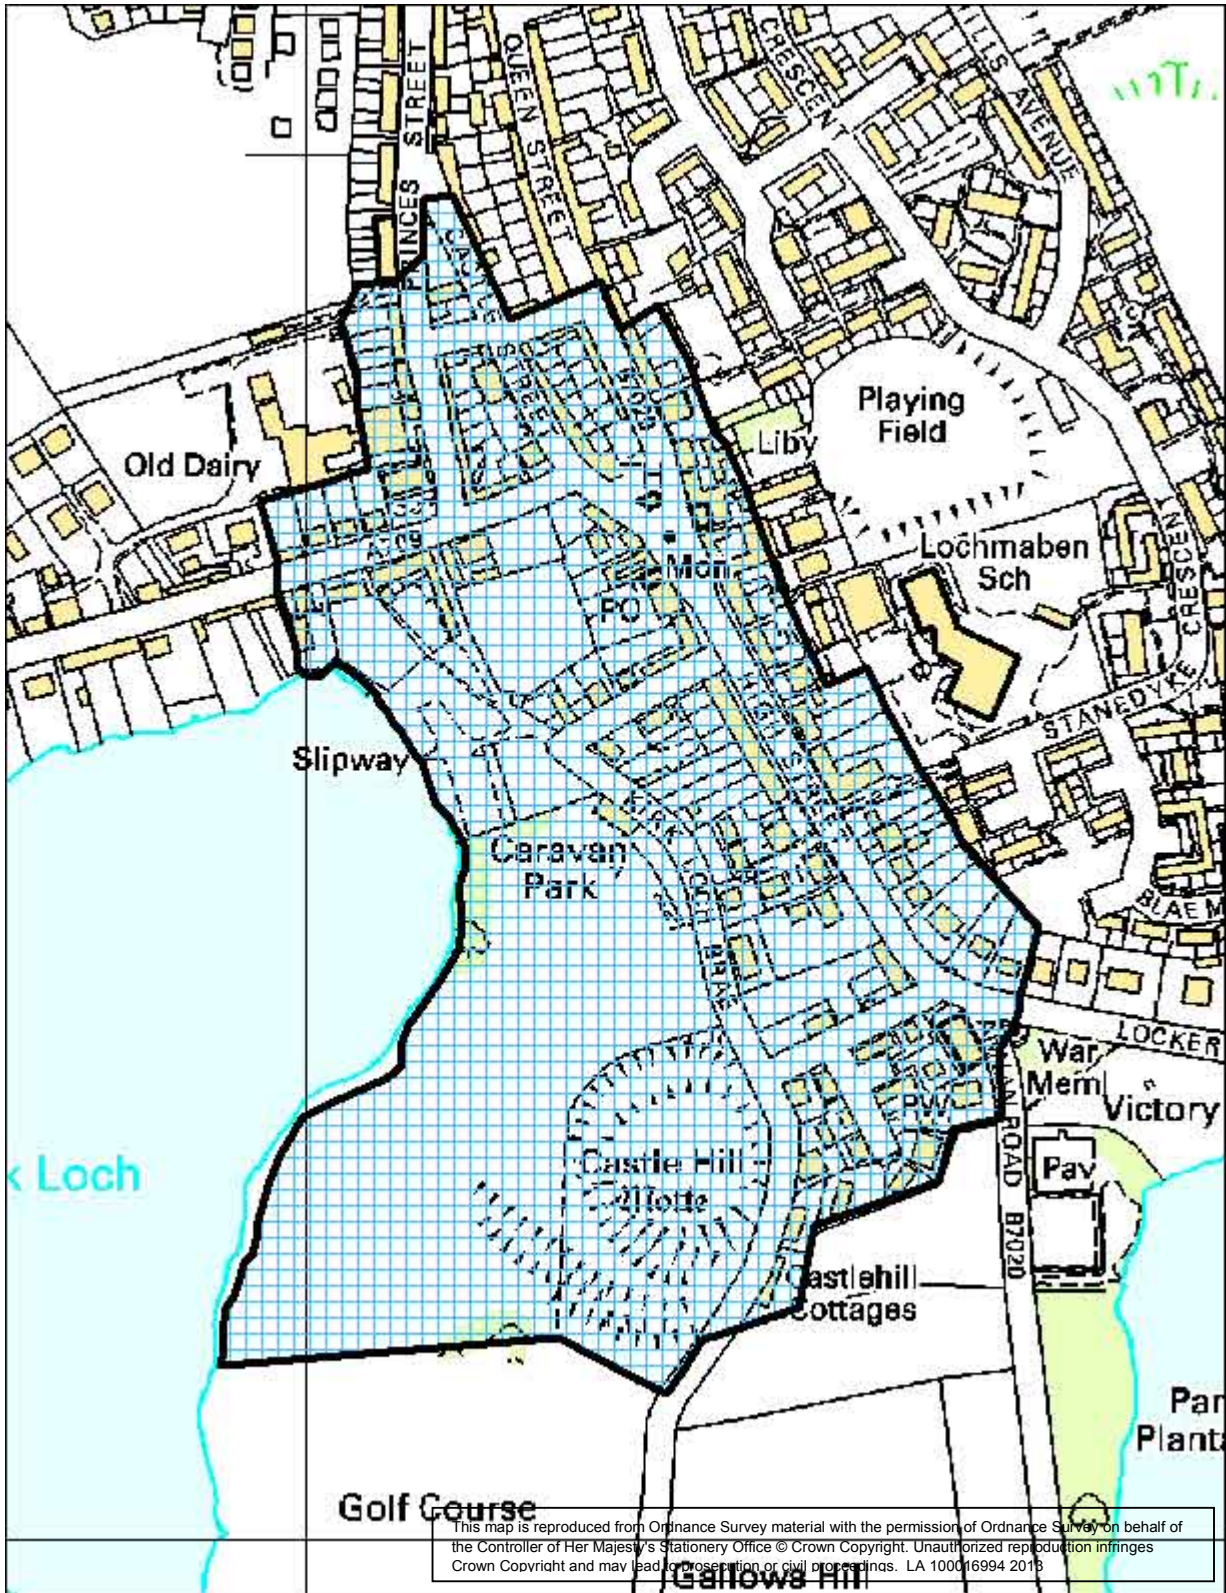 PRINCES STREET
QUEEN STREET
CRESCENT
AVENUE
Playing
Field
Liby
Old Dairy
Lochmaben
Sch
CRESCEN
Mon
PO
STANEDYKE
Slipway
Caravan
Park
BLAE M
LOCKER
War
Mem
Victory
PW
ROAD
B7020
Castle Hill
Motte
Pav
k Loch
Castlehill
Cottages
Par
Planta
Golf Course
Gallows Hill
This map is reproduced from Ordnance Survey material with the permission of Ordnance Survey on behalf of
the Controller of Her Majesty's Stationery Office © Crown Copyright. Unauthorized reproduction infringes
Crown Copyright and may lead to prosecution or civil proceedings. LA 100016994 2013